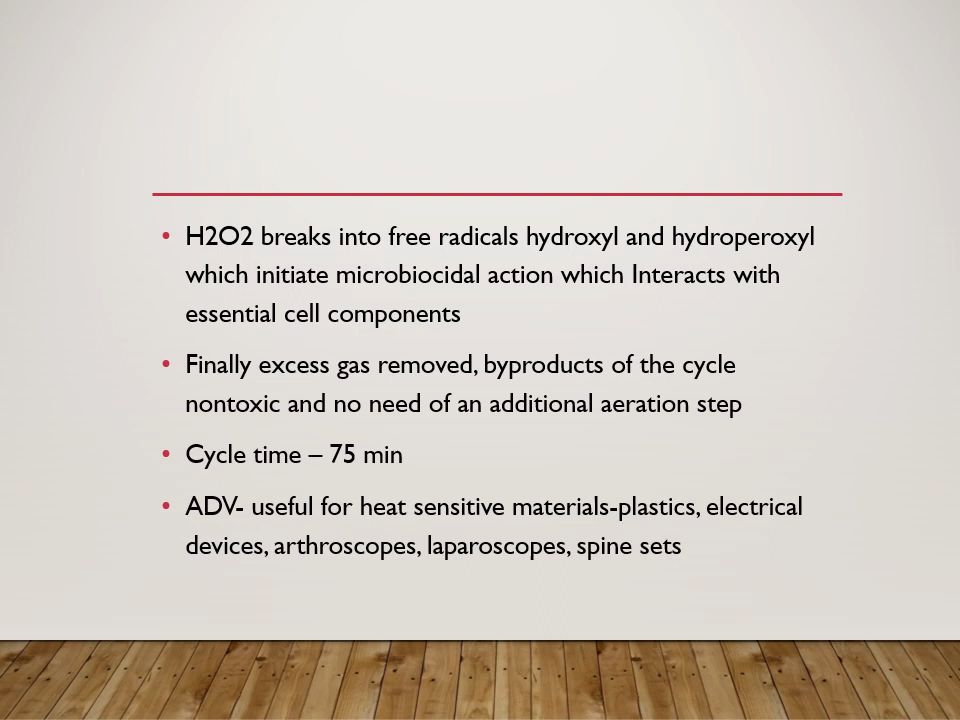 • H2O2 breaks into free radicals hydroxyl and hydroperoxyl
which initiate microbiocidal action which Interacts with
essential cell components
• Finally excess gas removed, byproducts of the cycle
nontoxic and no need of an additional aeration step
• Cycle time – 75 min
• ADV- useful for heat sensitive materials-plastics, electrical
devices, arthroscopes, laparoscopes, spine sets